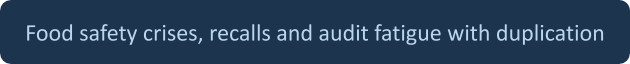 Food safety crises, recalls and audit fatigue with duplication